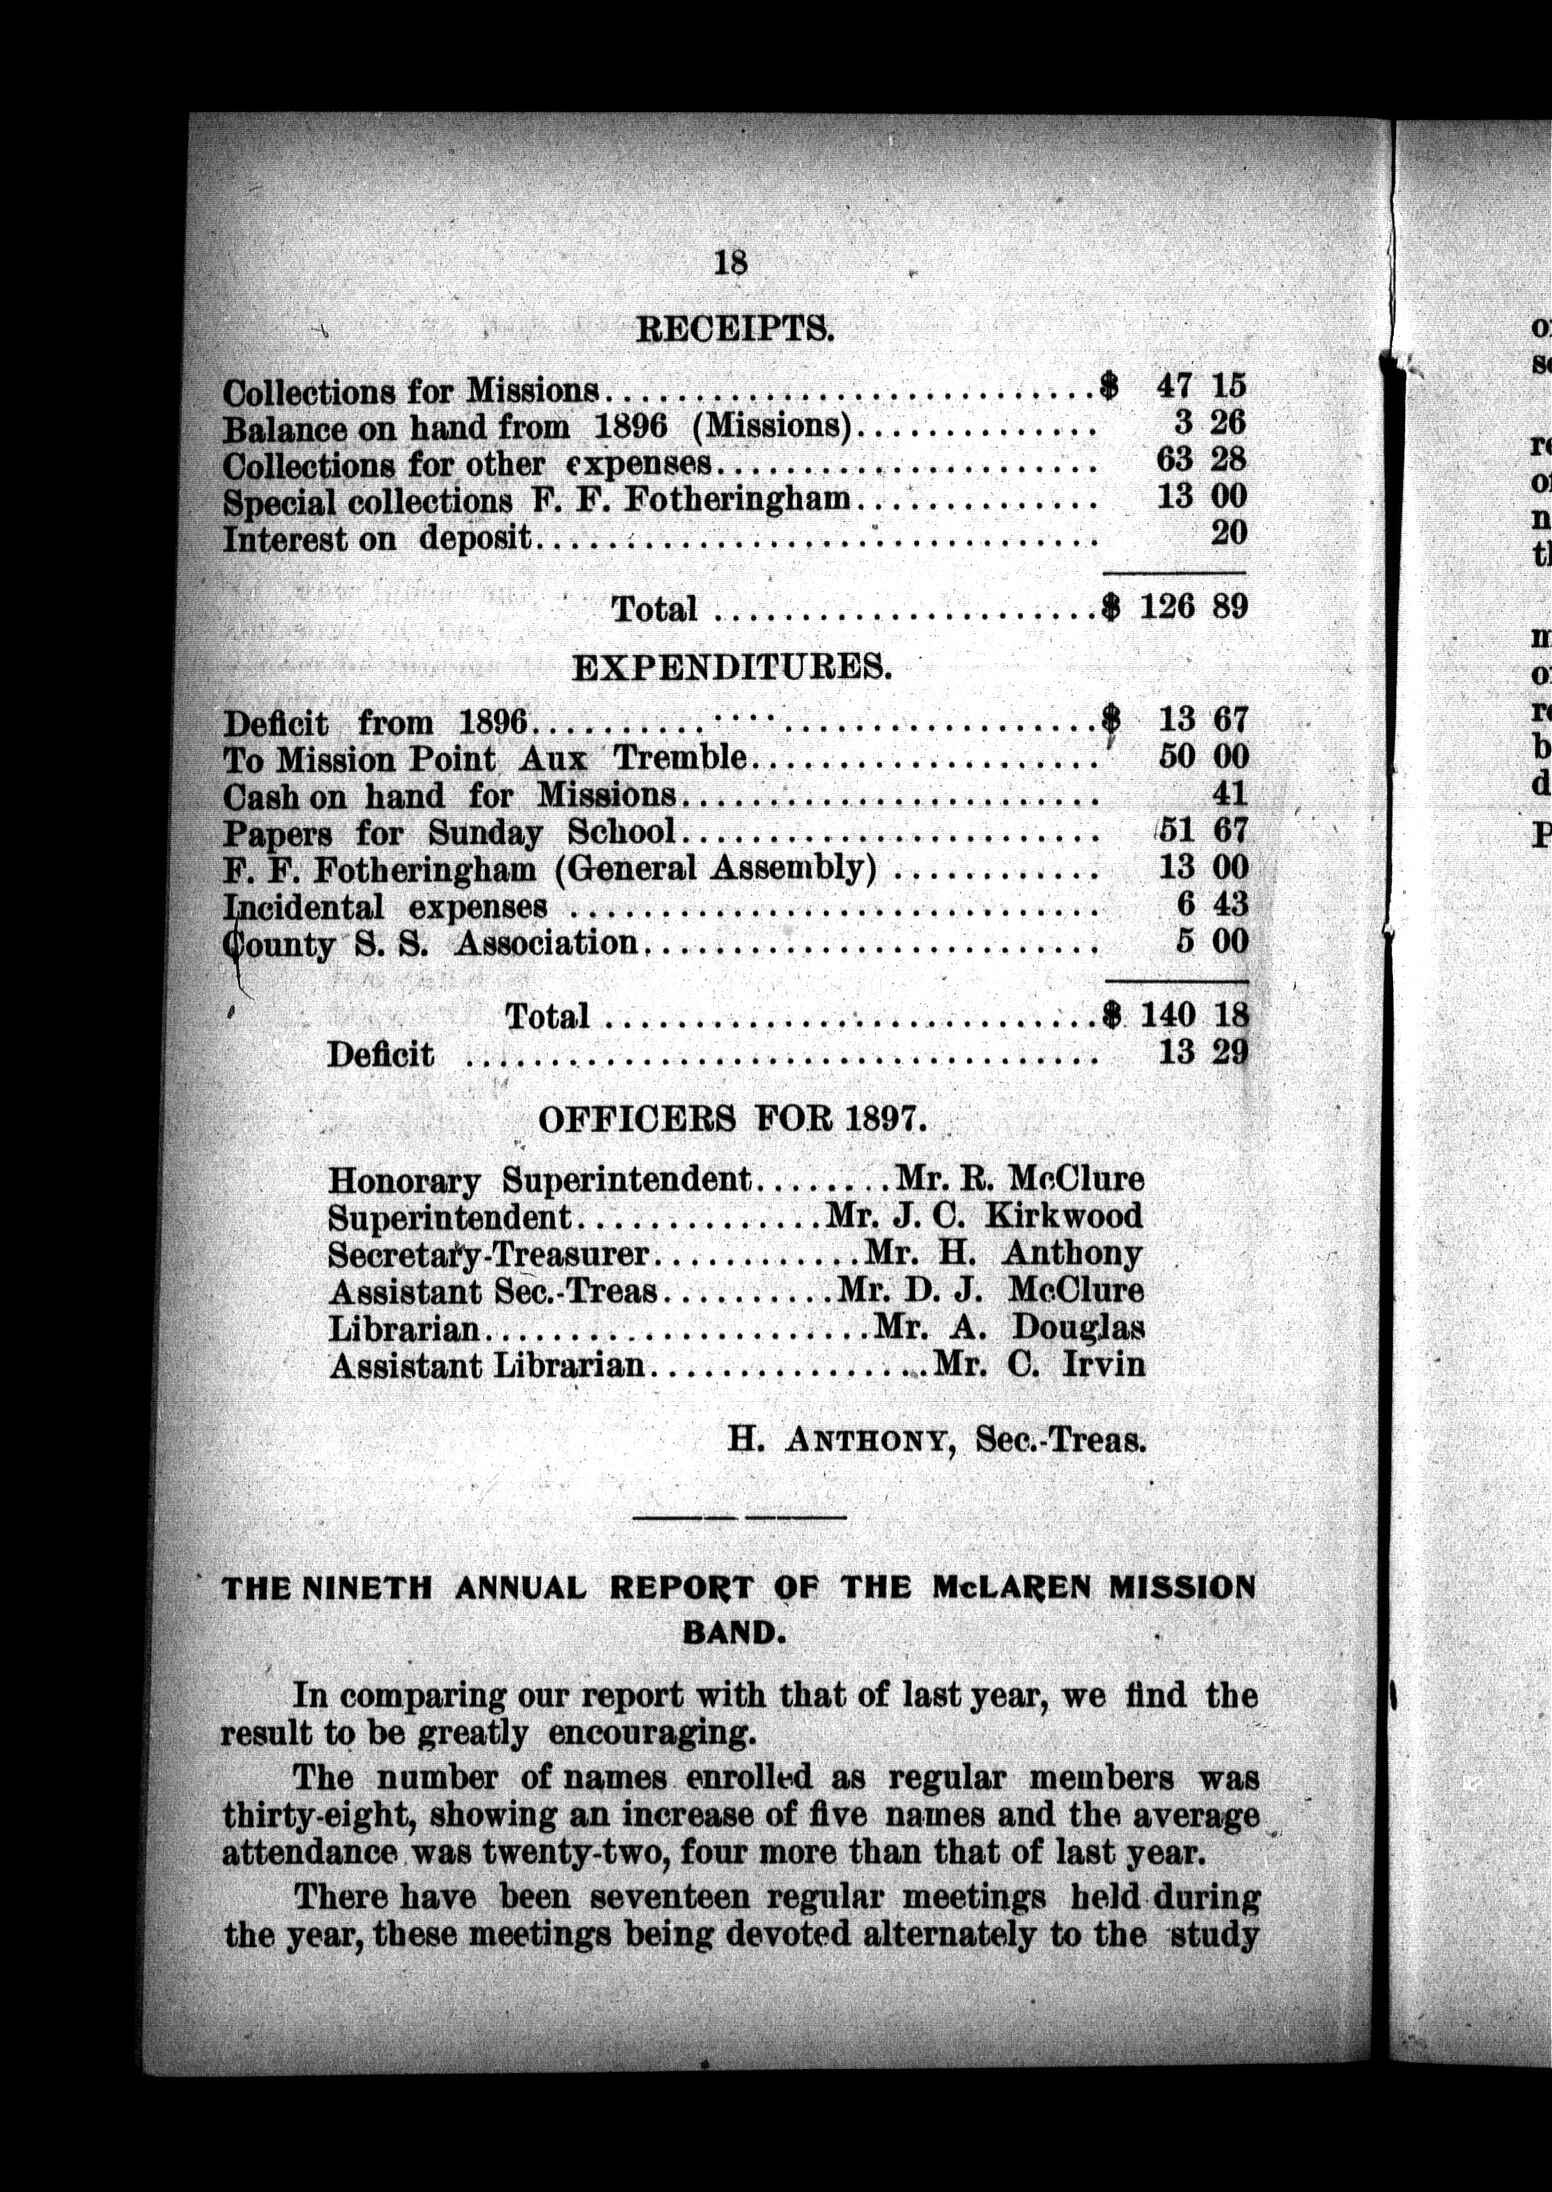 18
RECEIPTS.
Collections for Missions............................$ 47 15
Balance on hand from 1896 (Missions).............. 3 26
Collections for other expenses...................... 63 28
Special collections F. F. Fotheringham.............. 13 00
Interest on deposit................................ 20
Total ......................$ 126 89
EXPENDITURES.
Deficit from 1896................................$ 13 67
To Mission Point Aux Tremble.................... 50 00
Cash on hand for Missions........................ 41
Papers for Sunday School........................ 51 67
F. F. Fotheringham (General Assembly) ............ 13 00
Incidental expenses .............................. 6 43
County S. S. Association.......................... 5 00
Total ............................$ 140 18
Deficit .................................... 13 29
OFFICERS FOR 1897.
Honorary Superintendent........Mr. R. McClure
Superintendent..............Mr. J. C. Kirkwood
Secretary-Treasurer............Mr. H. Anthony
Assistant Sec.-Treas..........Mr. D. J. McClure
Librarian......................Mr. A. Douglas
Assistant Librarian................Mr. C. Irvin
H. ANTHONY, Sec.-Treas.
THE NINETH ANNUAL REPORT OF THE McLAREN MISSION
BAND.
In comparing our report with that of last year, we find the
result to be greatly encouraging.
The number of names enrolled as regular members was
thirty-eight, showing an increase of five names and the average
attendance was twenty-two, four more than that of last year.
There have been seventeen regular meetings held during
the year, these meetings being devoted alternately to the study